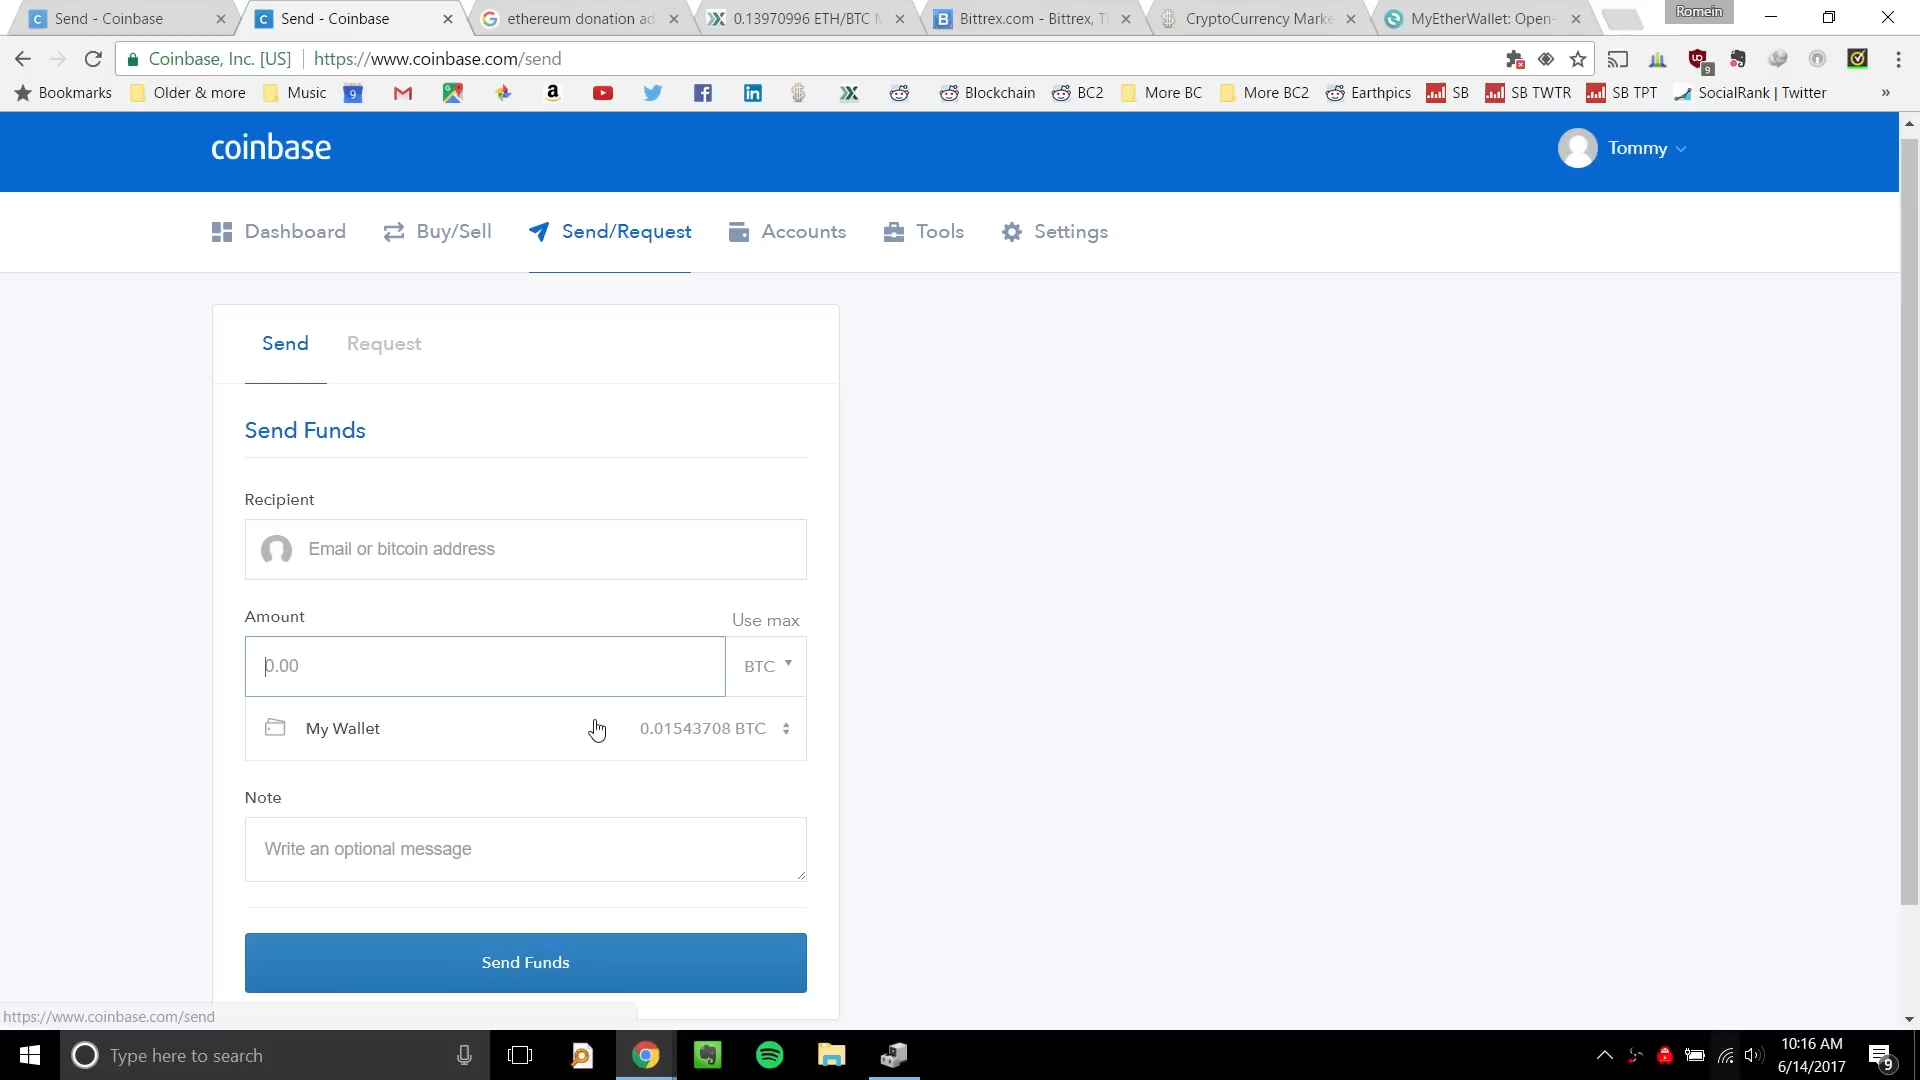 Send - Coinbase
Send - Coinbase
ethereum donation ad
0.13970996 ETH/BTC M
Bittrex.com - Bittrex, T
CryptoCurrency Marke
MyEtherWallet: Open-
Romein
Coinbase, Inc. [US]
https://www.coinbase.com/send
9
Bookmarks
Older & more
Music
9
Blockchain
BC2
More BC
More BC2
Earthpics
SB
SB TWTR
SB TPT
SocialRank | Twitter
»
coinbase
Tommy
Dashboard
Buy/Sell
Send/Request
Accounts
Tools
Settings
Send
Request
Send Funds
Recipient
Email or bitcoin address
Amount
Use max
0.00
BTC
My Wallet
0.01543708 BTC
Note
Write an optional message
Send Funds
https://www.coinbase.com/send
Type here to search
10:16 AM
6/14/2017
9